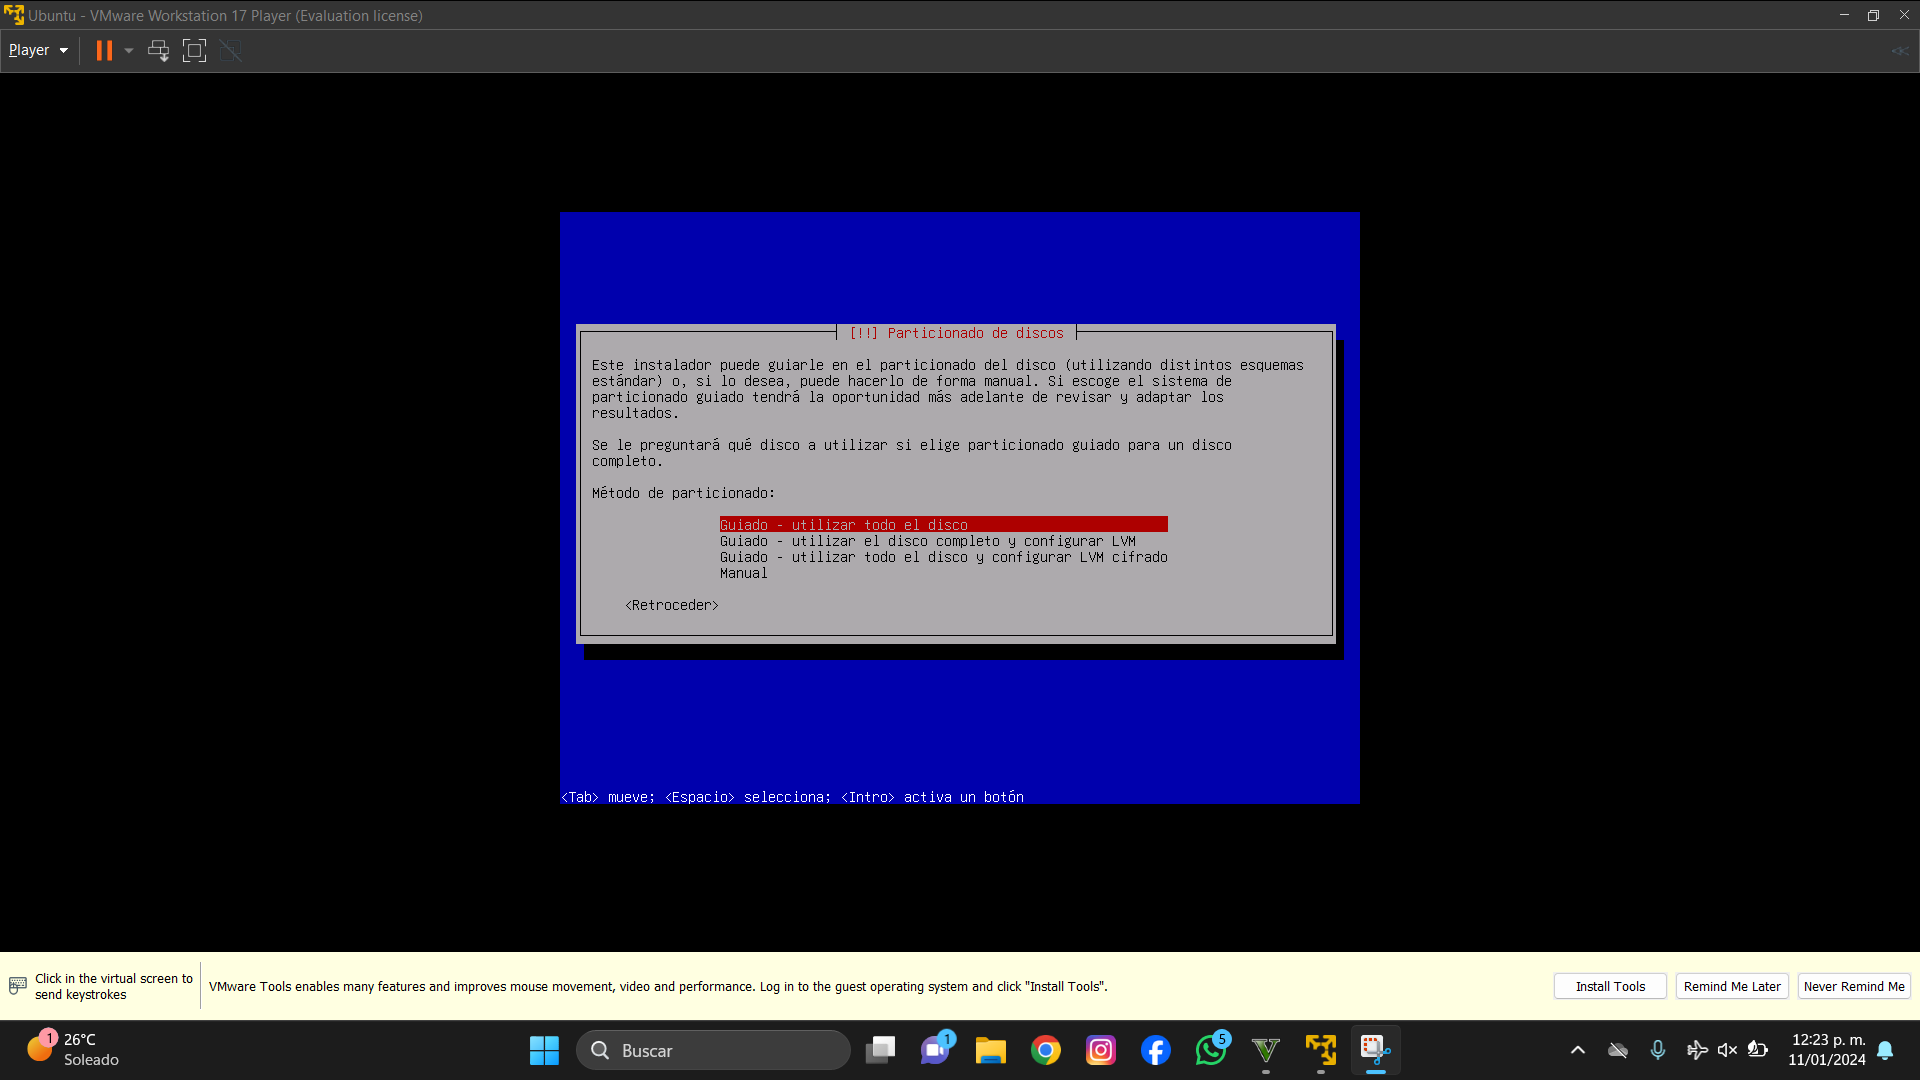 Ubuntu - VMware Workstation 17 Player (Evaluation license)
Player
[!!] Particionado de discos
Este instalador puede guiarle en el particionado del disco (utilizando distintos esquemas
estándar) o, si lo desea, puede hacerlo de forma manual. Si escoge el sistema de
particionado guiado tendrá la oportunidad más adelante de revisar y adaptar los
resultados.
Se le preguntará qué disco a utilizar si elige particionado guiado para un disco
completo.
Método de particionado:
Guiado - utilizar todo el disco
Guiado - utilizar el disco completo y configurar LVM
Guiado - utilizar todo el disco y configurar LVM cifrado
Manual
<Retroceder>
<Tab> mueve; <Espacio> selecciona; <Intro> activa un botón
Click in the virtual screen to
send keystrokes
VMware Tools enables many features and improves mouse movement, video and performance. Log in to the guest operating system and click "Install Tools".
Install Tools
Remind Me Later
Never Remind Me
1
26°C
Soleado
Buscar
1
5
12:23 p. m.
11/01/2024